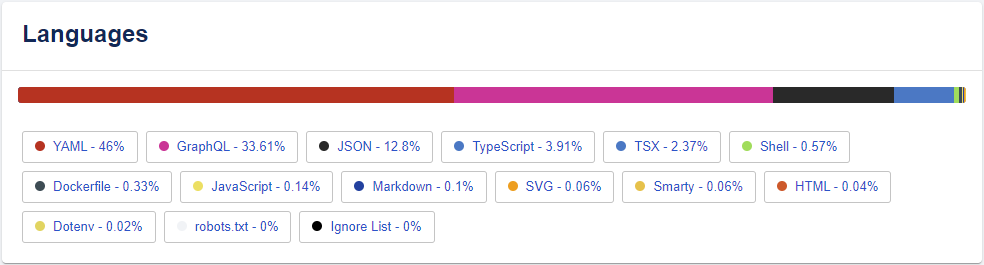 Languages
YAML - 46% GraphQL - 33.61% JSON - 12.8% TypeScript - 3.91% TSX - 2.37% Shell - 0.57%
Dockerfile - 0.33% JavaScript - 0.14% Markdown - 0.1% SVG - 0.06% Smarty - 0.06% HTML - 0.04%
Dotenv - 0.02% robots.txt - 0% Ignore List - 0%